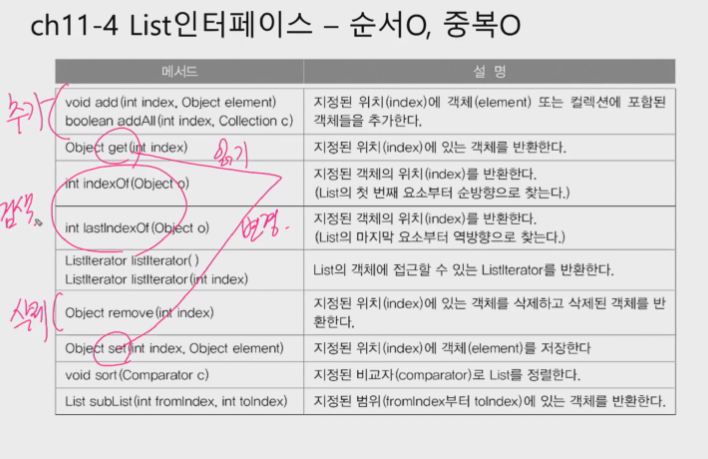 ch11-4 List인터페이스 – 순서O, 중복O
메서드 설 명
추가
void add(int index, Object element)
boolean addAll(int index, Collection c)
지정된 위치(index)에 객체(element) 또는 컬렉션에 포함된
객체들을 추가한다.
Object get(int index) 지정된 위치(index)에 있는 객체를 반환한다.
읽기
검색
int indexOf(Object o)
지정된 객체의 위치(index)를 반환한다.
(List의 첫 번째 요소부터 순방향으로 찾는다.)
int lastIndexOf(Object o)
변경.
지정된 객체의 위치(index)를 반환한다.
(List의 마지막 요소부터 역방향으로 찾는다.)
ListIterator listIterator()
ListIterator listIterator(int index)
List의 객체에 접근할 수 있는 ListIterator를 반환한다.
삭제
Object remove(int index)
지정된 위치(index)에 있는 객체를 삭제하고 삭제된 객체를 반
환한다.
Object set(int index, Object element) 지정된 위치(index)에 객체(element)를 저장한다
void sort(Comparator c) 지정된 비교자(comparator)로 List를 정렬한다.
List subList(int fromIndex, int toIndex) 지정된 범위(fromIndex부터 toIndex)에 있는 객체를 반환한다.